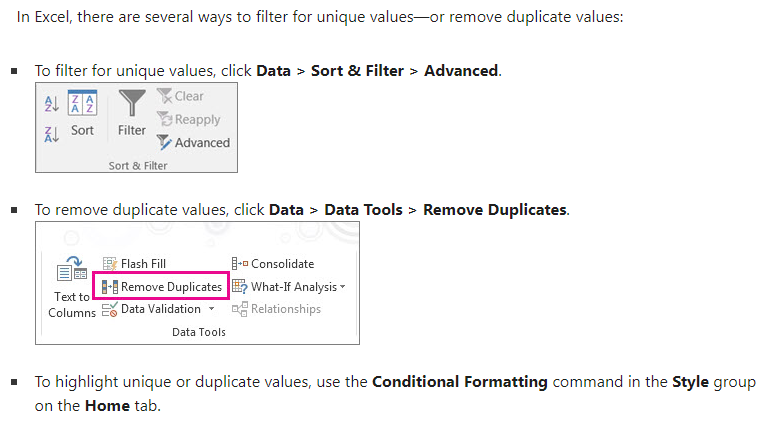 In Excel, there are several ways to filter for unique values—or remove duplicate values:
To filter for unique values, click Data > Sort & Filter > Advanced.
A Z
Z A
Z A A Z
Sort
Filter
Clear
Reapply
Advanced
Sort & Filter
To remove duplicate values, click Data > Data Tools > Remove Duplicates.
Text to
Columns
Flash Fill
Remove Duplicates
Data Validation
Consolidate
What-If Analysis
Relationships
Data Tools
To highlight unique or duplicate values, use the Conditional Formatting command in the Style group
on the Home tab.